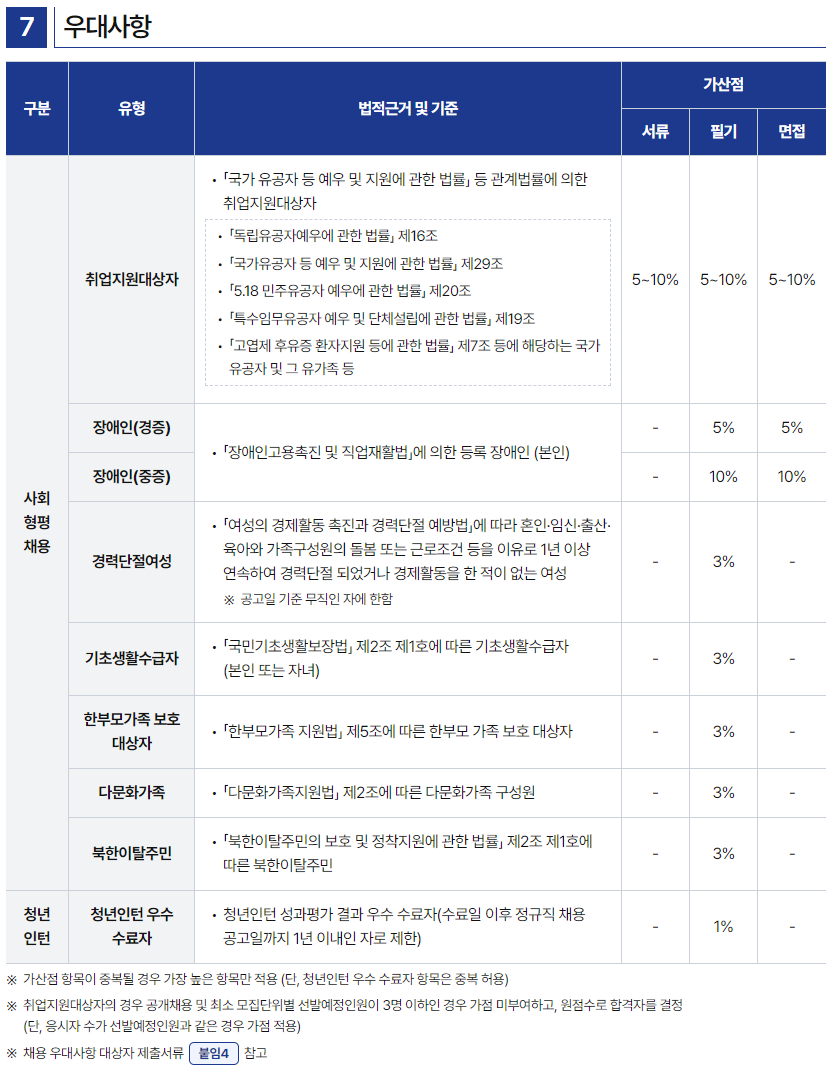 7 우대사항
구분 유형 법적근거 및 기준 가산점
서류 필기 면접
사회
형평
채용
취업지원대상자
• 「국가 유공자 등 예우 및 지원에 관한 법률」 등 관계법률에 의한
취업지원대상자
• 「독립유공자예우에 관한 법률」 제16조
• 「국가유공자 등 예우 및 지원에 관한 법률」 제29조
• 「5.18 민주유공자 예우에 관한 법률」 제20조
• 「특수임무유공자 예우 및 단체설립에 관한 법률」 제19조
• 「고엽제 후유증 환자지원 등에 관한 법률」 제7조 등에 해당하는 국가
유공자 및 그 유가족 등
5~10% 5~10% 5~10%
장애인(경증)
• 「장애인고용촉진 및 직업재활법」에 의한 등록 장애인 (본인)
- 5% 5%
장애인(중증)
- 10% 10%
경력단절여성
• 「여성의 경제활동 촉진과 경력단절 예방법」에 따라 혼인·임신·출산·
육아와 가족구성원의 돌봄 또는 근로조건 등을 이유로 1년 이상
연속하여 경력단절 되었거나 경제활동을 한 적이 없는 여성
※ 공고일 기준 무직인 자에 한함
- 3% -
기초생활수급자
• 「국민기초생활보장법」 제2조 제1호에 따른 기초생활수급자
(본인 또는 자녀)
- 3% -
한부모가족 보호
대상자
• 「한부모가족 지원법」 제5조에 따른 한부모 가족 보호 대상자
- 3% -
다문화가족
• 「다문화가족지원법」 제2조에 따른 다문화가족 구성원
- 3% -
북한이탈주민
• 「북한이탈주민의 보호 및 정착지원에 관한 법률」 제2조 제1호에
따른 북한이탈주민
- 3% -
청년
인턴
청년인턴 우수
수료자
• 청년인턴 성과평가 결과 우수 수료자(수료일 이후 정규직 채용
공고일까지 1년 이내인 자로 제한)
- 1% -
※ 가산점 항목이 중복될 경우 가장 높은 항목만 적용 (단, 청년인턴 우수 수료자 항목은 중복 허용)
※ 취업지원대상자의 경우 공개채용 및 최소 모집단위별 선발예정인원이 3명 이하인 경우 가점 미부여하고, 원점수로 합격자를 결정
(단, 응시자 수가 선발예정인원과 같은 경우 가점 적용)
※ 채용 우대사항 대상자 제출서류 붙임4 참고